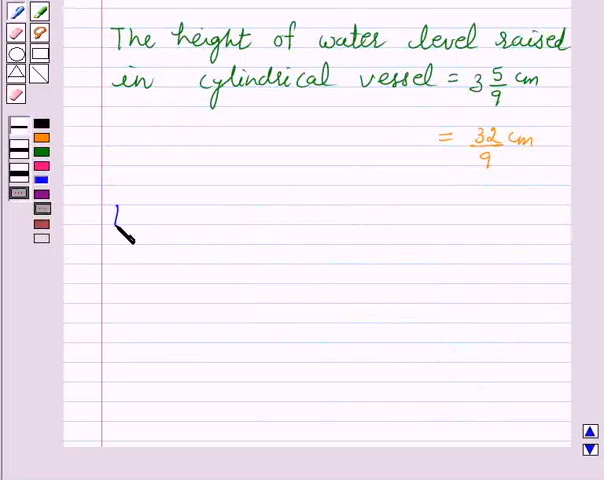 The height of water level raised
in cylindrical vessel = 3 5/9 cm
= 32/9 cm